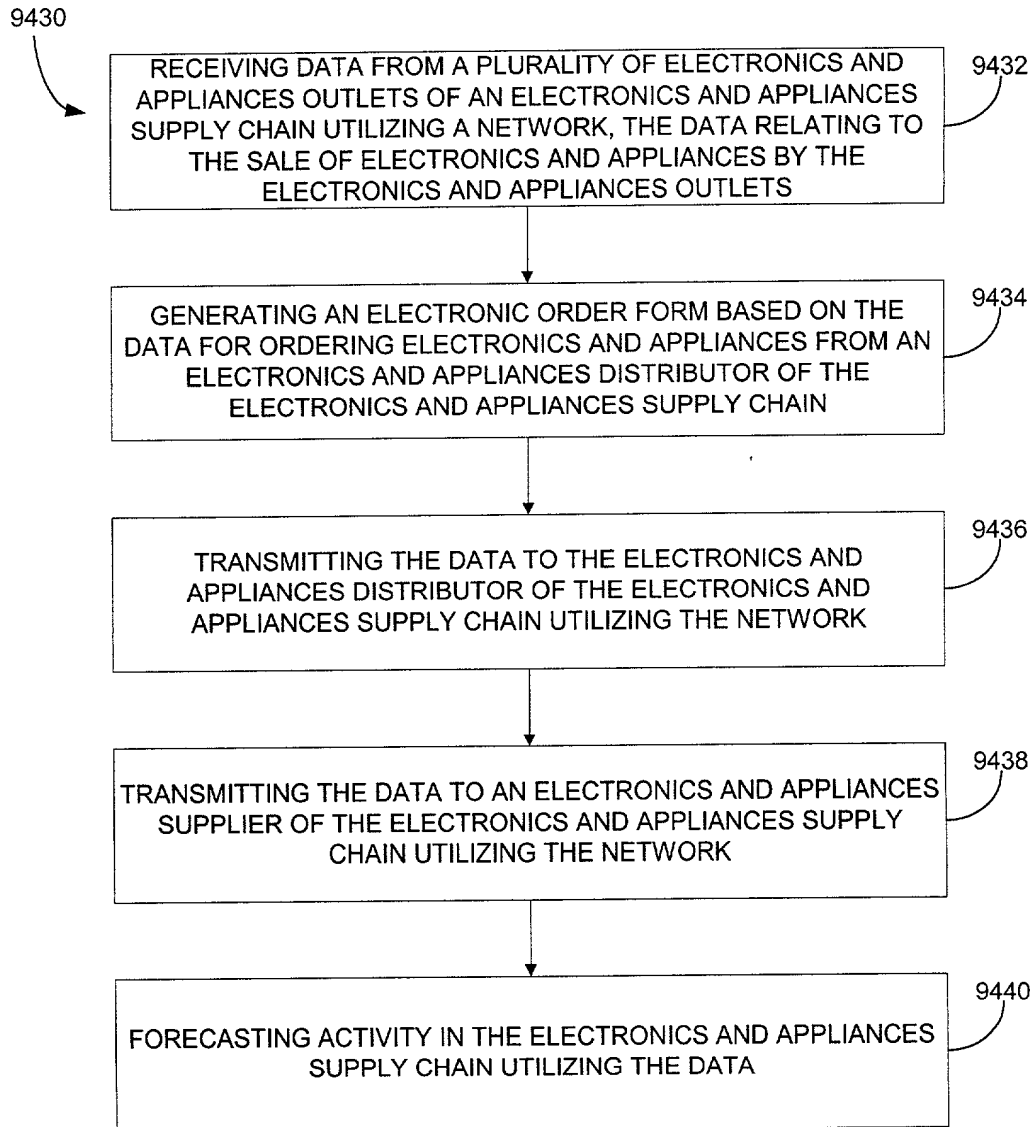 9430
RECEIVING DATA FROM A PLURALITY OF ELECTRONICS AND
APPLIANCES OUTLETS OF AN ELECTRONICS AND APPLIANCES
SUPPLY CHAIN UTILIZING A NETWORK, THE DATA RELATING TO
THE SALE OF ELECTRONICS AND APPLIANCES BY THE
ELECTRONICS AND APPLIANCES OUTLETS
9432
GENERATING AN ELECTRONIC ORDER FORM BASED ON THE
DATA FOR ORDERING ELECTRONICS AND APPLIANCES FROM AN
ELECTRONICS AND APPLIANCES DISTRIBUTOR OF THE
ELECTRONICS AND APPLIANCES SUPPLY CHAIN
9434
TRANSMITTING THE DATA TO THE ELECTRONICS AND
APPLIANCES DISTRIBUTOR OF THE ELECTRONICS AND
APPLIANCES SUPPLY CHAIN UTILIZING THE NETWORK
9436
TRANSMITTING THE DATA TO AN ELECTRONICS AND APPLIANCES
SUPPLIER OF THE ELECTRONICS AND APPLIANCES SUPPLY
CHAIN UTILIZING THE NETWORK
9438
FORECASTING ACTIVITY IN THE ELECTRONICS AND APPLIANCES
SUPPLY CHAIN UTILIZING THE DATA
9440